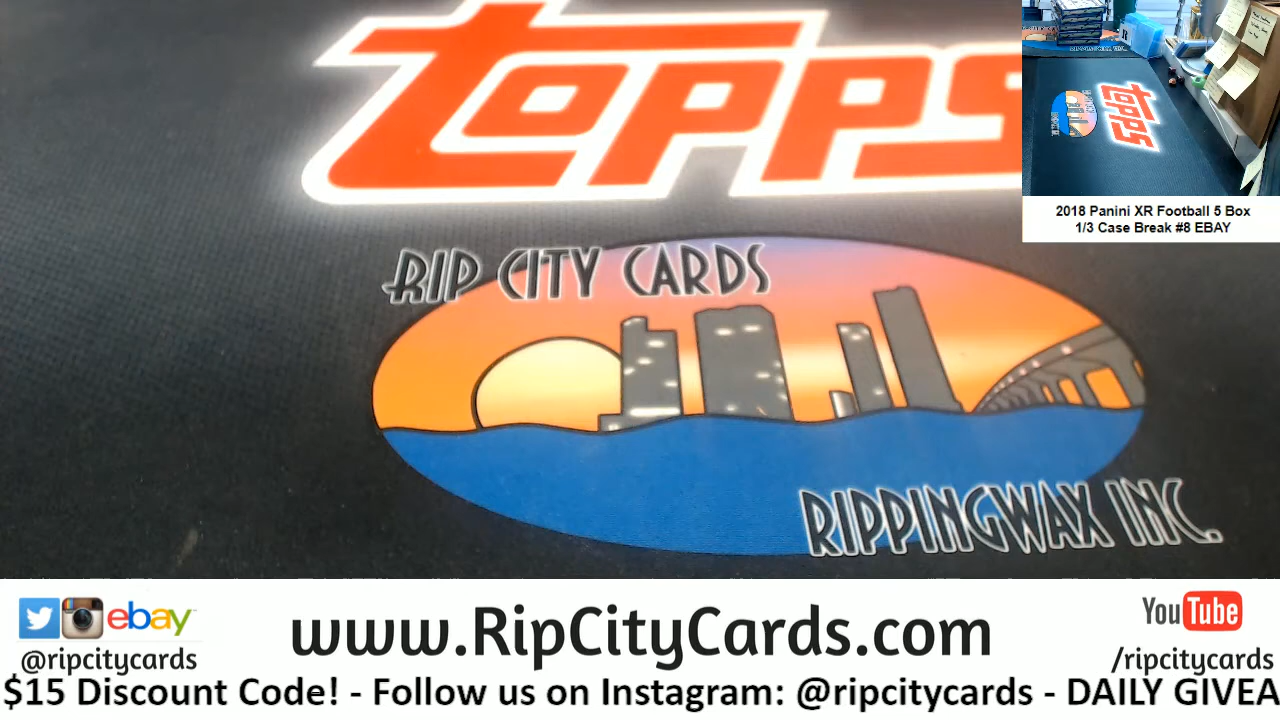 topps
RIP CITY CARDS
RIPPINGWAX INC.
topps
2018 Panini XR Football 5 Box
1/3 Case Break #8 EBAY
ebay
@ripcitycards
www.RipCityCards.com
YouTube
/ripcitycards
$15 Discount Code! - Follow us on Instagram: @ripcitycards - DAILY GIVEA